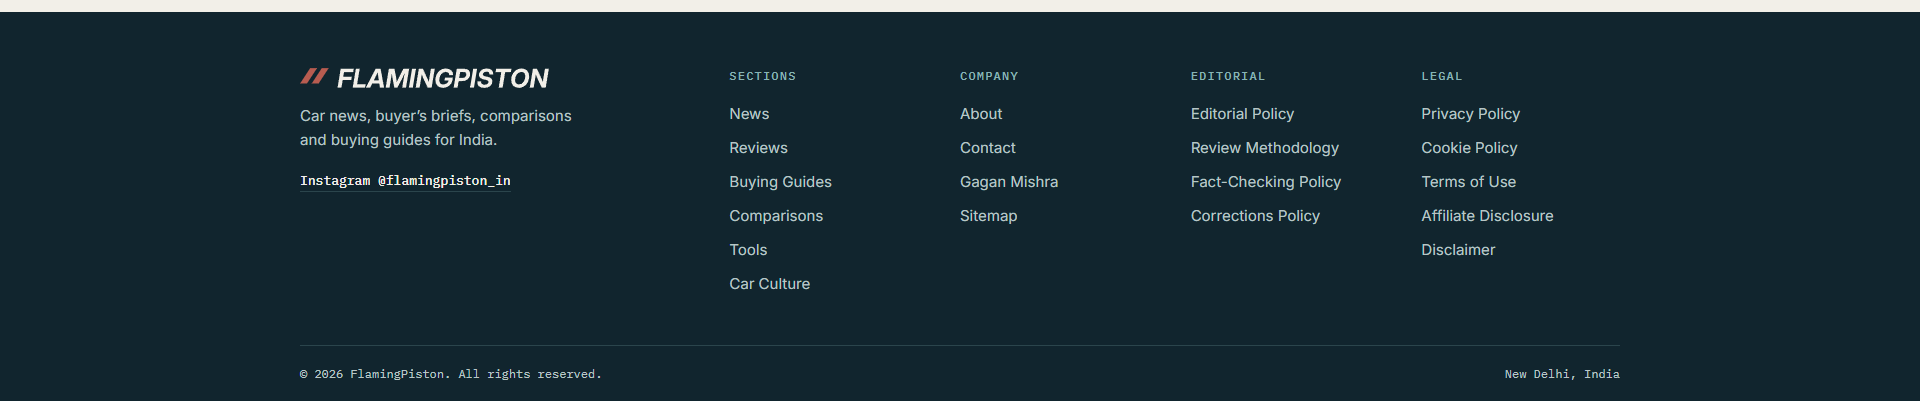 FLAMINGPISTON
Car news, buyer’s briefs, comparisons
and buying guides for India.
Instagram @flamingpiston_in
SECTIONS
News
Reviews
Buying Guides
Comparisons
Tools
Car Culture
COMPANY
About
Contact
Gagan Mishra
Sitemap
EDITORIAL
Editorial Policy
Review Methodology
Fact-Checking Policy
Corrections Policy
LEGAL
Privacy Policy
Cookie Policy
Terms of Use
Affiliate Disclosure
Disclaimer
© 2026 FlamingPiston. All rights reserved.
New Delhi, India